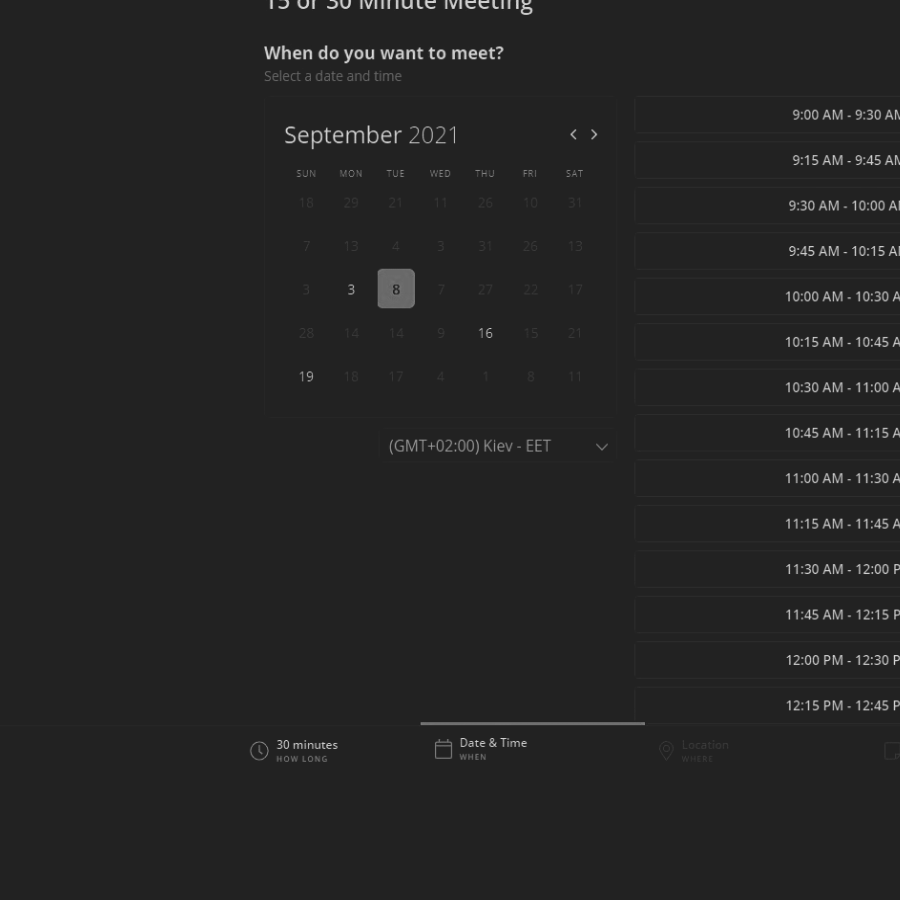 15 or 30 Minute Meeting
When do you want to meet?
Select a date and time
September 2021
SUN MON TUE WED THU FRI SAT
18 29 21 11 26 10 31
7 13 4 3 31 26 13
3 3 8 7 27 22 17
28 14 14 9 16 15 21
19 18 17 4 1 8 11
(GMT+02:00) Kiev - EET
9:00 AM - 9:30 AM
9:15 AM - 9:45 AM
9:30 AM - 10:00 A
9:45 AM - 10:15 A
10:00 AM - 10:30 A
10:15 AM - 10:45 A
10:30 AM - 11:00 A
10:45 AM - 11:15 A
11:00 AM - 11:30 A
11:15 AM - 11:45 A
11:30 AM - 12:00 P
11:45 AM - 12:15 P
12:00 PM - 12:30 P
12:15 PM - 12:45 P
30 minutes
HOW LONG
Date & Time
WHEN
Location
WHERE